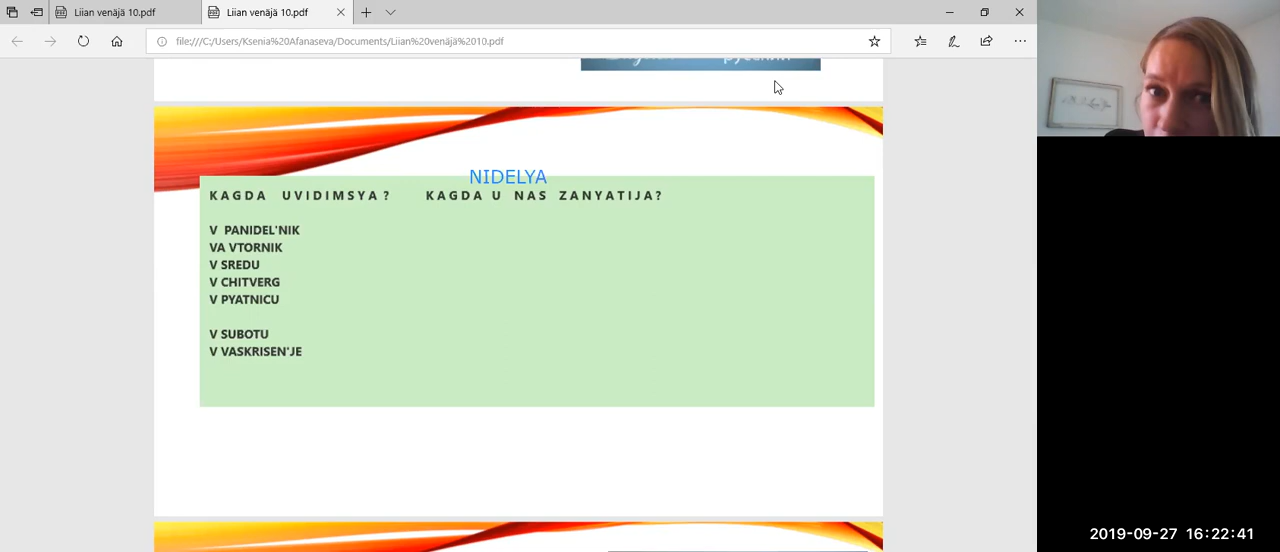 Liian venäjä 10.pdf
Liian venäjä 10.pdf
file:///C:/Users/Ksenia%20Afanaseva/Documents/Liian%20venäjä%2010.pdf
NIDELYA
KAGDA UVIDIMSYA? KAGDA U NAS ZANYATIJA?
V PANIDEL'NIK
VA VTORNIK
V SREDU
V CHITVERG
V PYATNICU
V SUBOTU
V VASKRISEN'JE
2019-09-27 16:22:41